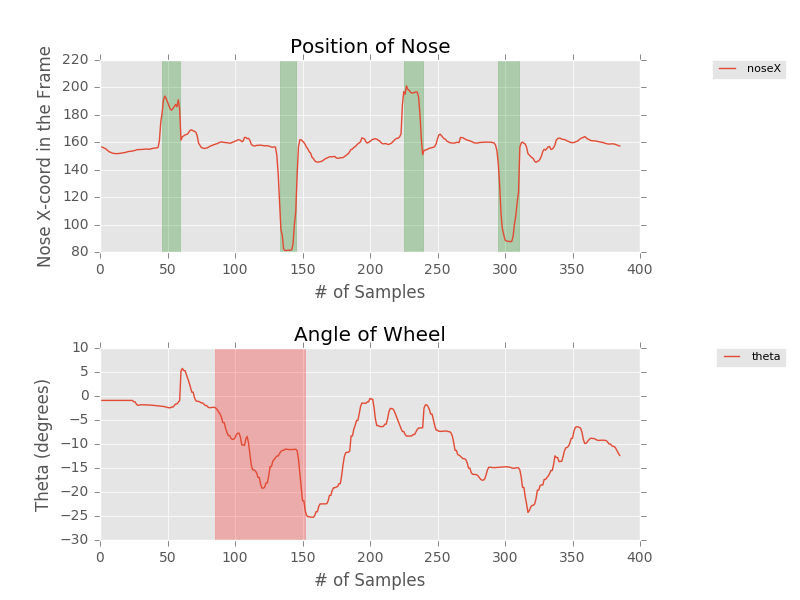 Position of Nose
220
200
180
160
140
120
100
80
Nose X-coord in the Frame
0 50 100 150 200 250 300 350 400
# of Samples
noseX
Angle of Wheel
10
5
0
−5
−10
−15
−20
−25
−30
Theta (degrees)
0 50 100 150 200 250 300 350 400
# of Samples
theta